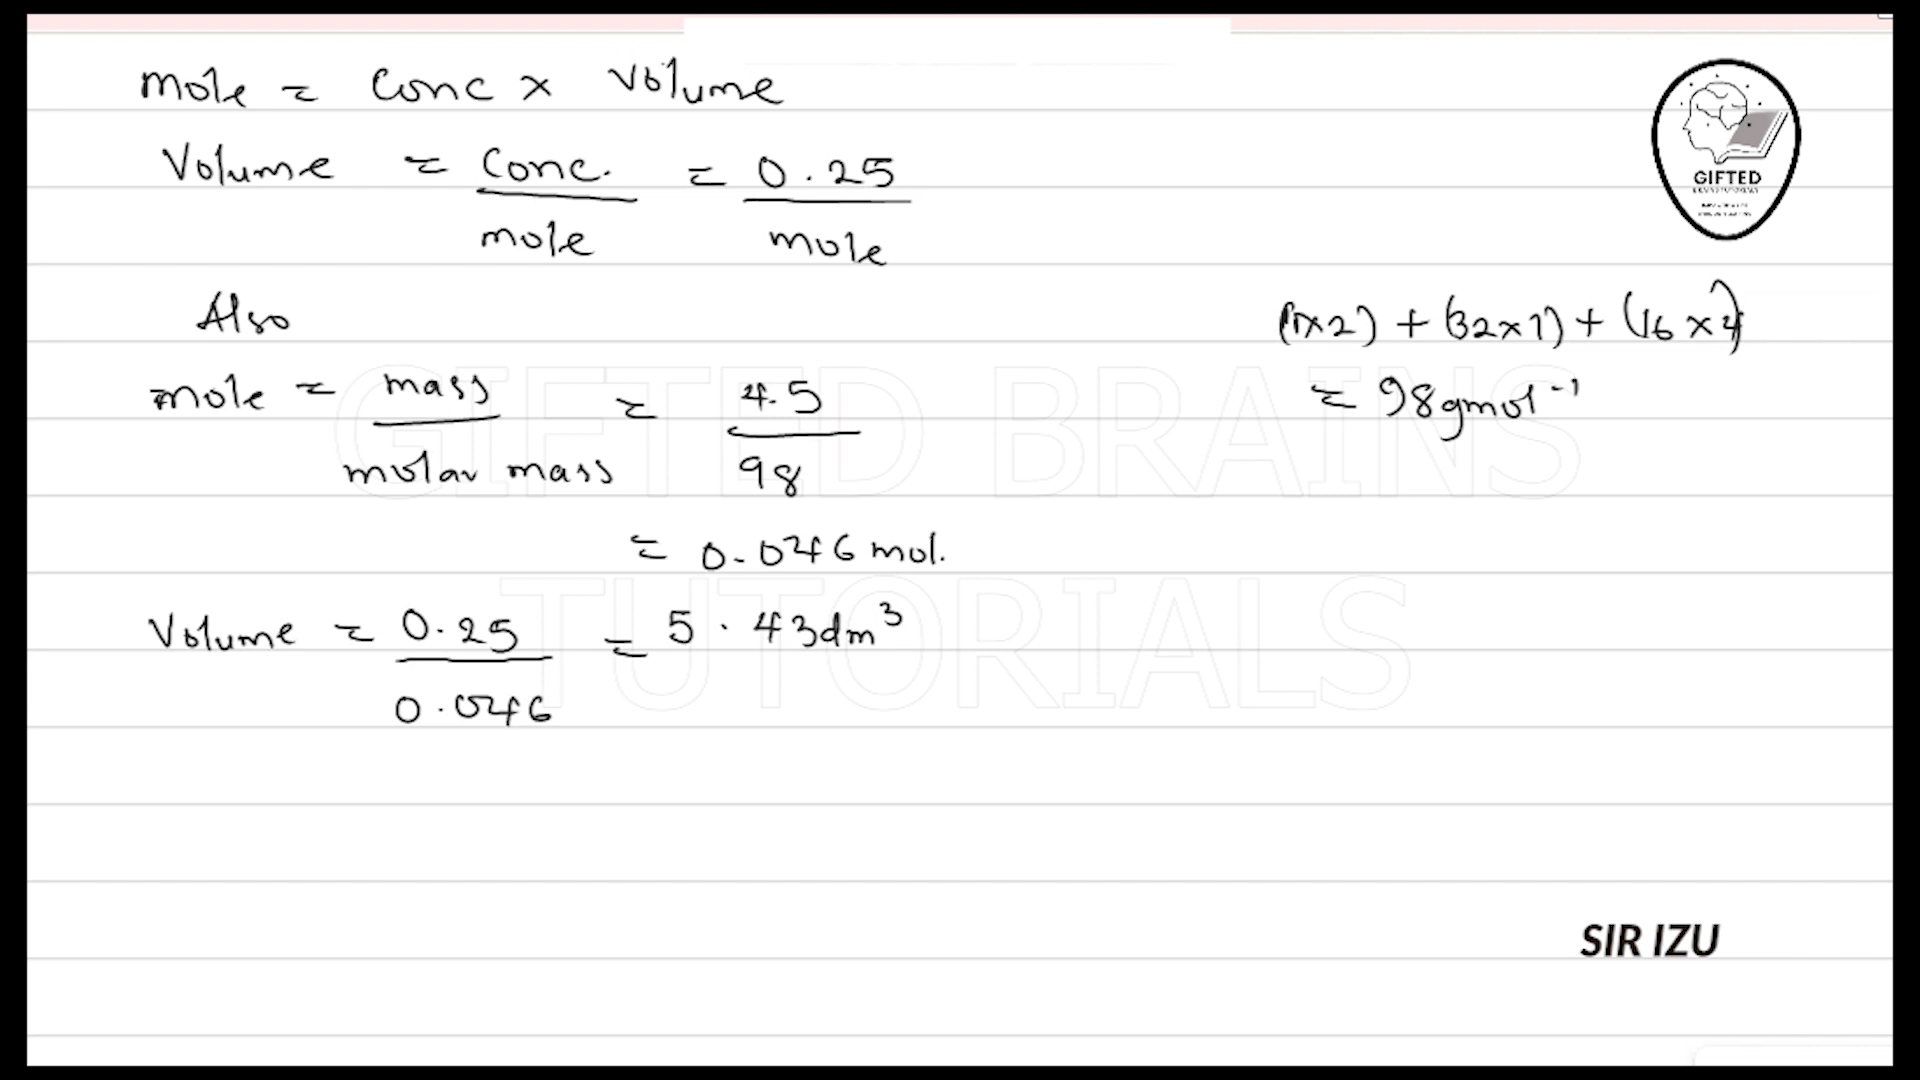 mole = Conc x Volume
Volume = Conc. / mole = 0.25 / mole
Also
mole = mass / molar mass = 4.5 / 98
= 0.046 mol.
Volume = 0.25 / 0.046 = 5.43dm³
(1x2) + (32x1) + (16x4)
= 98gmol⁻¹
GIFTED
GIFTED BRAINS
TUTORIALS
SIR IZU